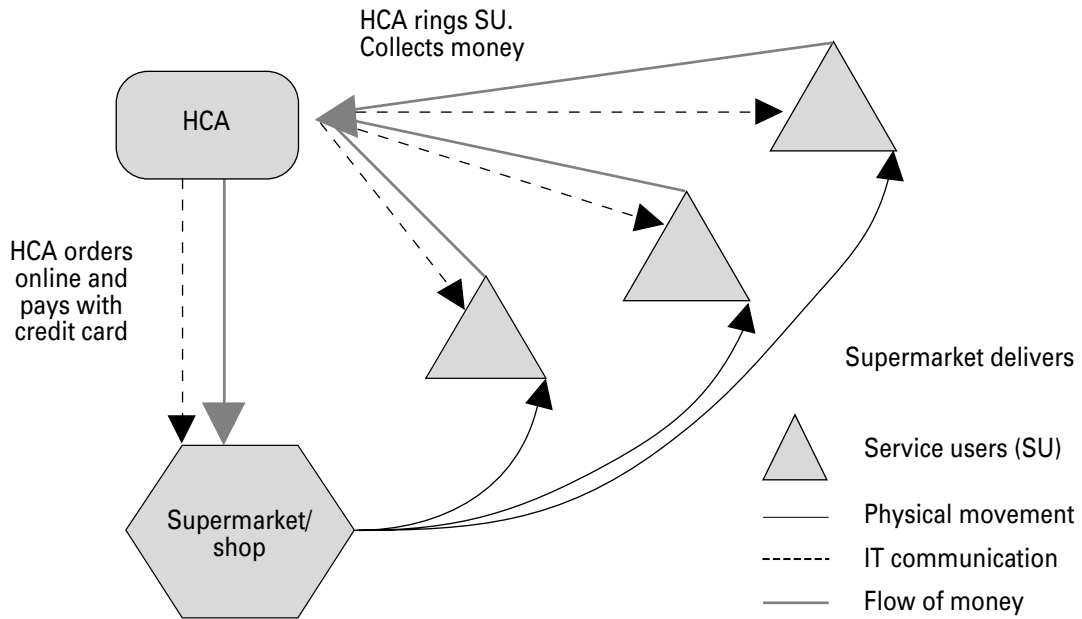 HCA rings SU.
Collects money
HCA
HCA orders
online and
pays with
credit card
Supermarket delivers
Service users (SU)
Supermarket/
shop
Physical movement
IT communication
Flow of money